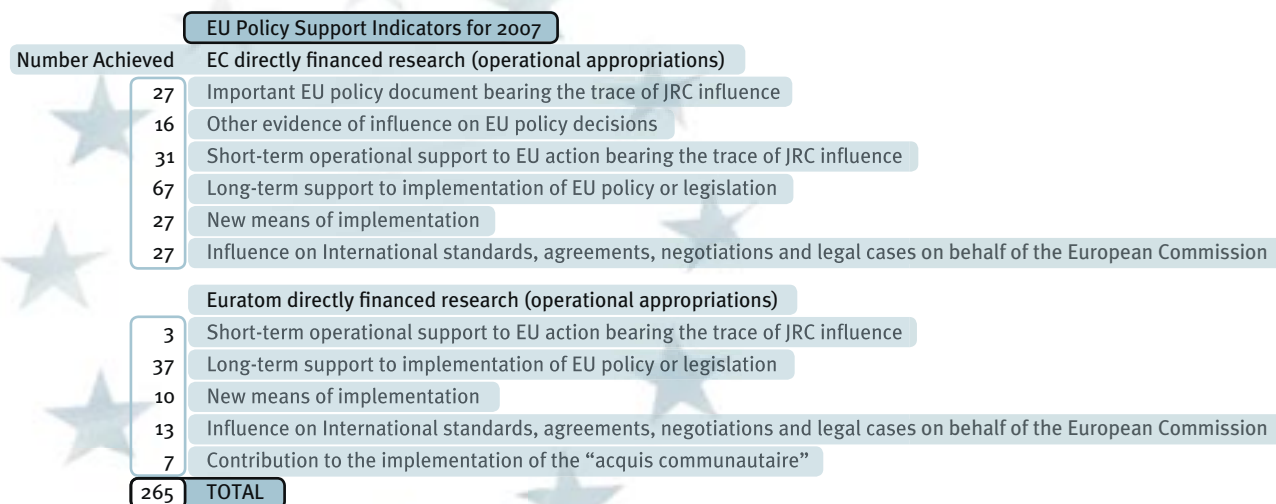 EU Policy Support Indicators for 2007
Number Achieved EC directly financed research (operational appropriations)
27 Important EU policy document bearing the trace of JRC influence
16 Other evidence of influence on EU policy decisions
31 Short-term operational support to EU action bearing the trace of JRC influence
67 Long-term support to implementation of EU policy or legislation
27 New means of implementation
27 Influence on International standards, agreements, negotiations and legal cases on behalf of the European Commission
Euratom directly financed research (operational appropriations)
3 Short-term operational support to EU action bearing the trace of JRC influence
37 Long-term support to implementation of EU policy or legislation
10 New means of implementation
13 Influence on International standards, agreements, negotiations and legal cases on behalf of the European Commission
7 Contribution to the implementation of the “acquis communautaire”
265 TOTAL